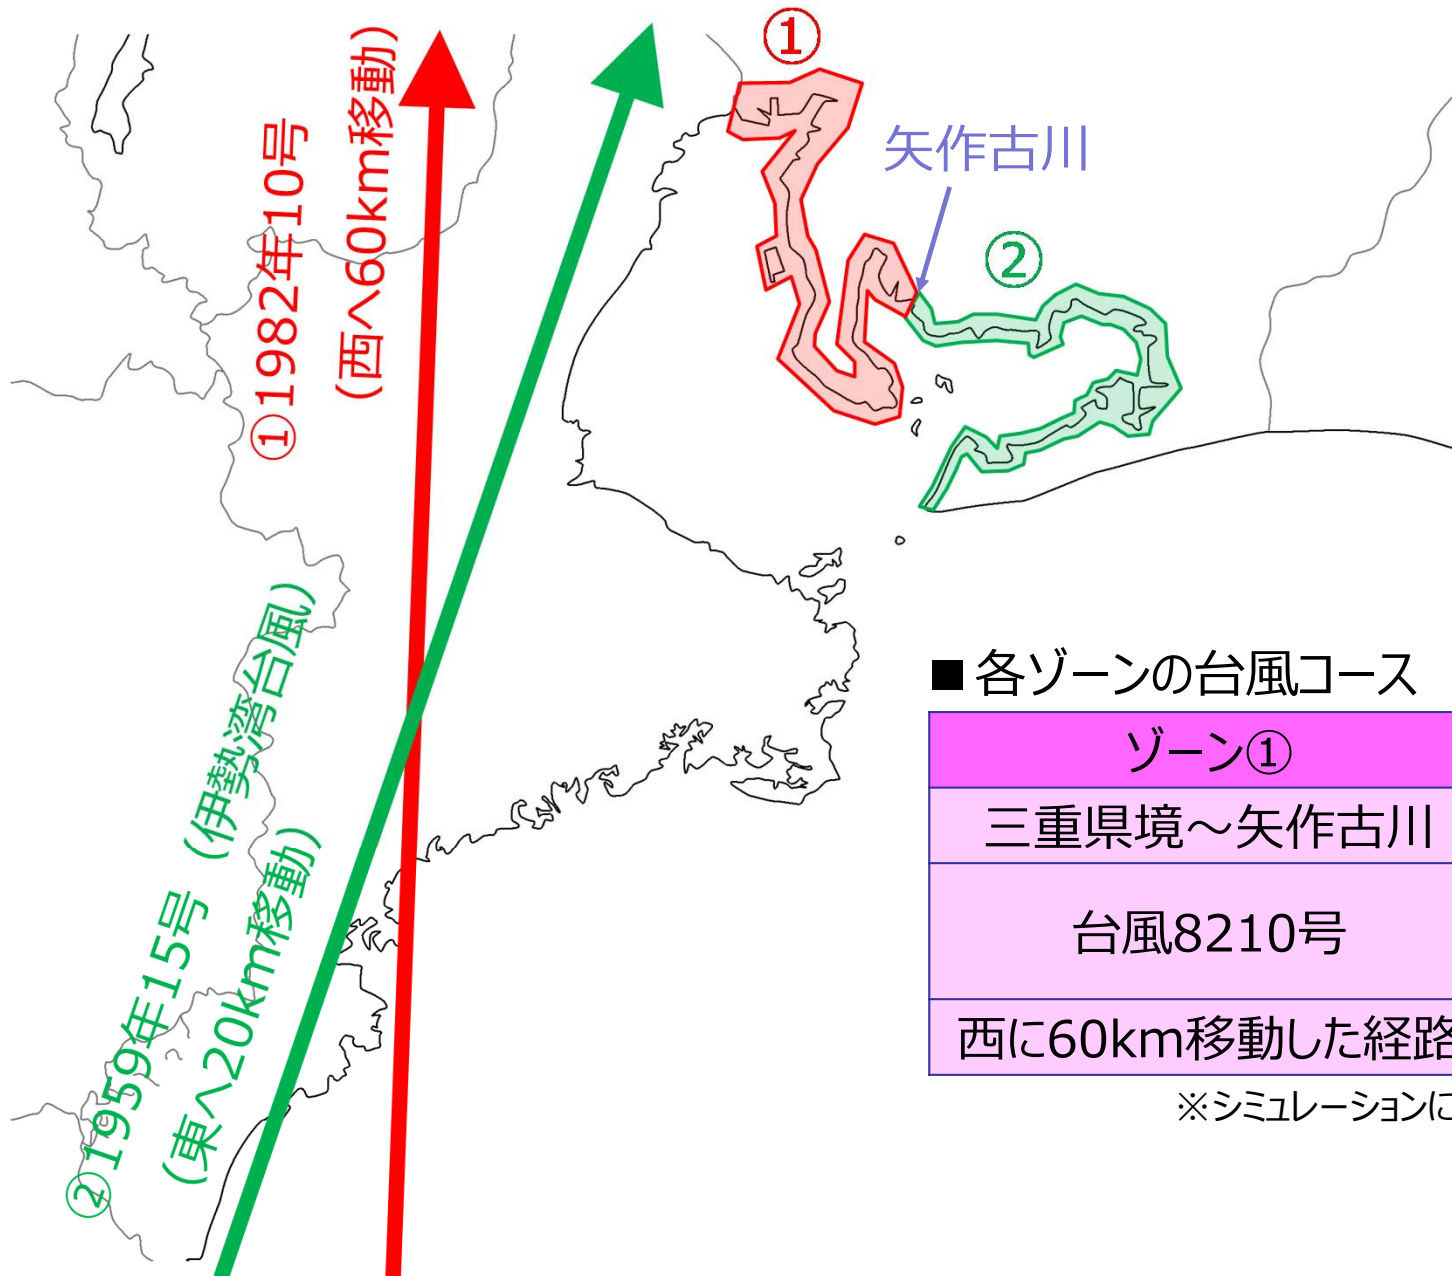 ①
②
矢作古川
①1982年10号
(西へ60km移動)
②1959年15号 (伊勢湾台風)
(東へ20km移動)
■ 各ゾーンの台風コース
ゾーン①
三重県境～矢作古川
台風8210号
西に60km移動した経路
※シミュレーションに